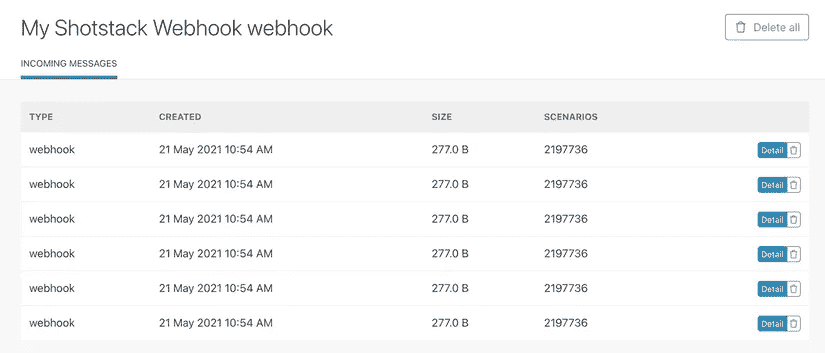 My Shotstack Webhook webhook
Delete all
INCOMING MESSAGES
TYPE CREATED SIZE SCENARIOS
webhook 21 May 2021 10:54 AM 277.0 B 2197736 Detail
webhook 21 May 2021 10:54 AM 277.0 B 2197736 Detail
webhook 21 May 2021 10:54 AM 277.0 B 2197736 Detail
webhook 21 May 2021 10:54 AM 277.0 B 2197736 Detail
webhook 21 May 2021 10:54 AM 277.0 B 2197736 Detail
webhook 21 May 2021 10:54 AM 277.0 B 2197736 Detail